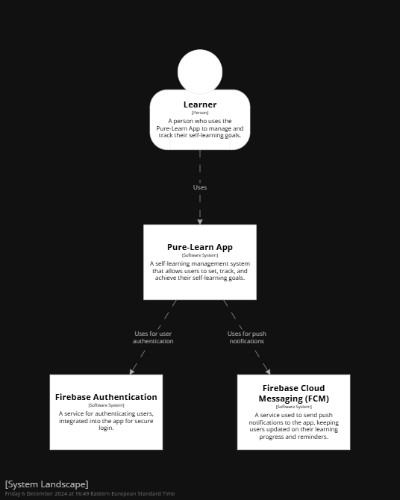 Learner
[Person]
A person who uses the
Pure-Learn App to manage and
track their self-learning goals.
Uses
Pure-Learn App
[Software System]
A self-learning management system
that allows users to set, track, and
achieve their self-learning goals.
Uses for user
authentication
Uses for push
notifications
Firebase Authentication
[Software System]
A service for authenticating users,
integrated into the app for secure
login.
Firebase Cloud
Messaging (FCM)
[Software System]
A service used to send push
notifications to the app, keeping
users updated on their learning
progress and reminders.
[System Landscape]
Friday 6 December 2024 at 16:49 Eastern European Standard Time